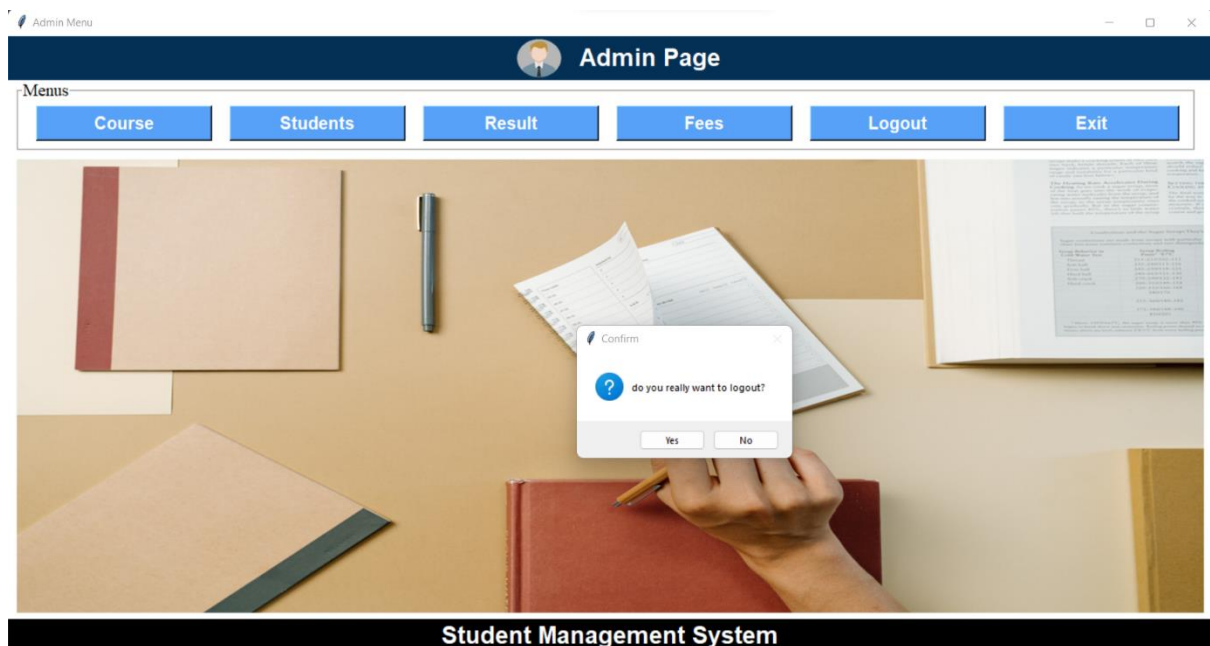 Admin Menu
Admin Page
Menus
Course Students Result Fees Logout Exit
Confirm
do you really want to logout?
Yes No
Student Management System